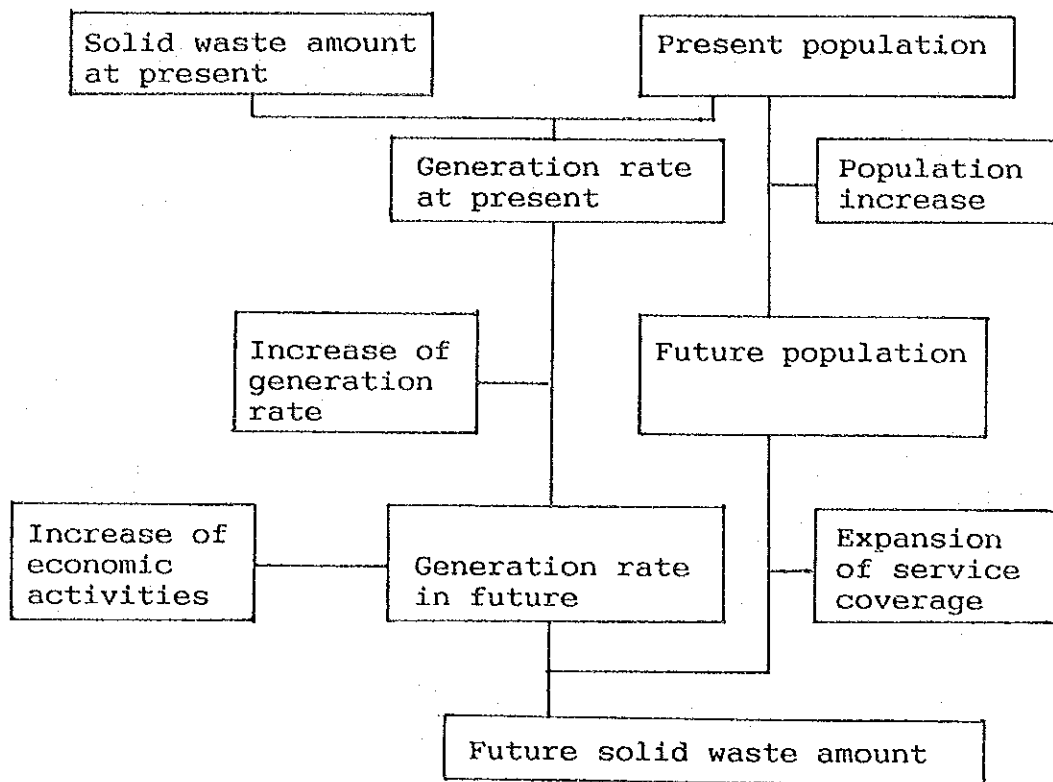 Solid waste amount
at present
Present population
Generation rate
at present
Population
increase
Increase of
generation
rate
Future population
Increase of
economic
activities
Generation rate
in future
Expansion
of service
coverage
Future solid waste amount